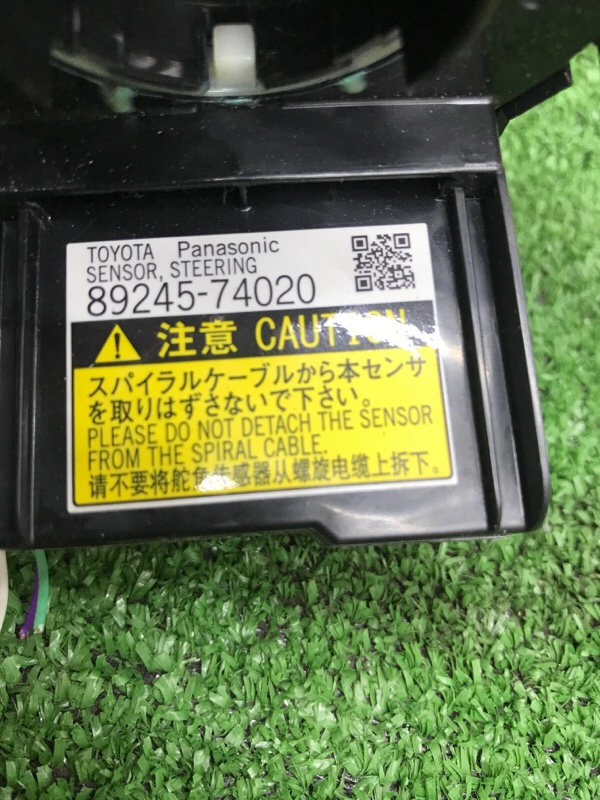 TOYOTA Panasonic
SENSOR, STEERING
89245-74020
注意 CAUTION
スパイラルケーブルから本センサ
を取りはずさないで下さい。
PLEASE DO NOT DETACH THE SENSOR
FROM THE SPIRAL CABLE.
请不要将舵角传感器从螺旋电缆上拆下。